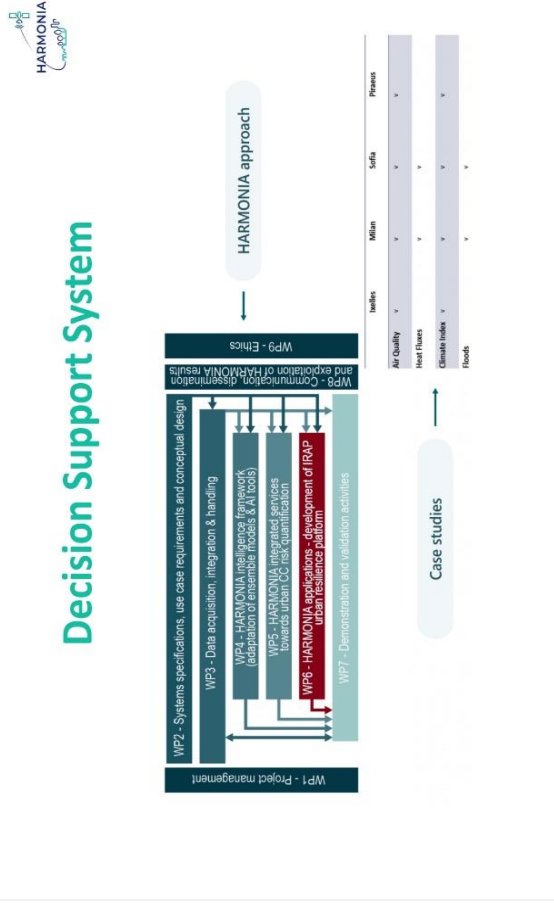 HARMONIA
Decision Support System
WP1 - Project management
WP2 - Systems specifications, use case requirements and conceptual design
WP3 - Data acquisition, integration & handling
WP4 - HARMONIA intelligence framework
(adaptation of ensemble models & AI tools)
WP5 - HARMONIA integrated services
towards urban CC risk quantification
WP6 - HARMONIA applications - development of IRAP
urban resilience platform
WP7 - Demonstration and validation activities
WP8 - Communication, dissemination
and exploitation of HARMONIA results
WP9 - Ethics
HARMONIA approach
Case studies
Ixelles Milan Sofia Piraeus
Air Quality v v v v
Heat Fluxes v v
Climate Index v v v v
Floods v v